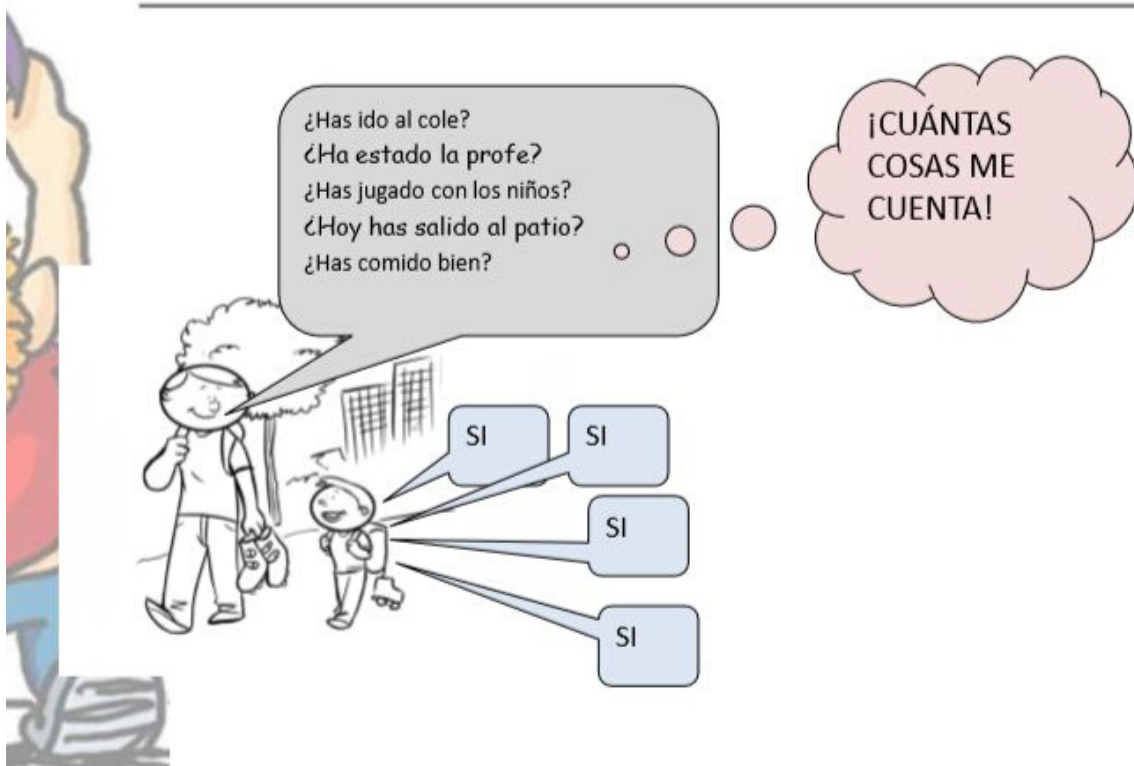 ¿Has ido al cole?
¿Ha estado la profe?
¿Has jugado con los niños?
¿Hoy has salido al patio?
¿Has comido bien?
¡CUÁNTAS
COSAS ME
CUENTA!
SI
SI
SI
SI